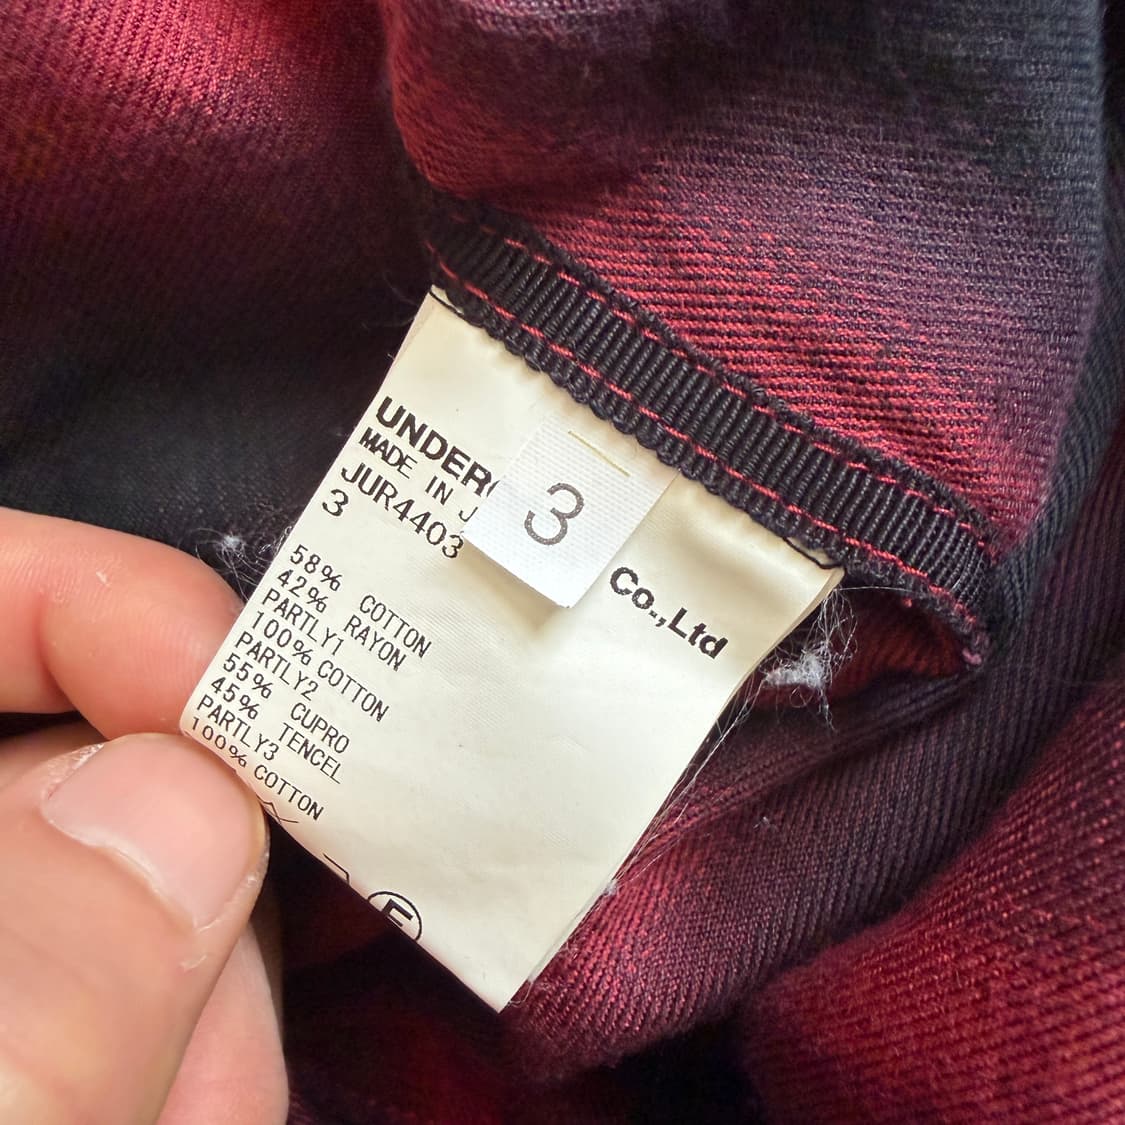 UNDER
3
Co.,Ltd
MADE IN J
JUR4403
3
58% COTTON
42% RAYON
PARTLY1
100% COTTON
PARTLY2
55% CUPRO
45% TENCEL
PARTLY3
100% COTTON
F